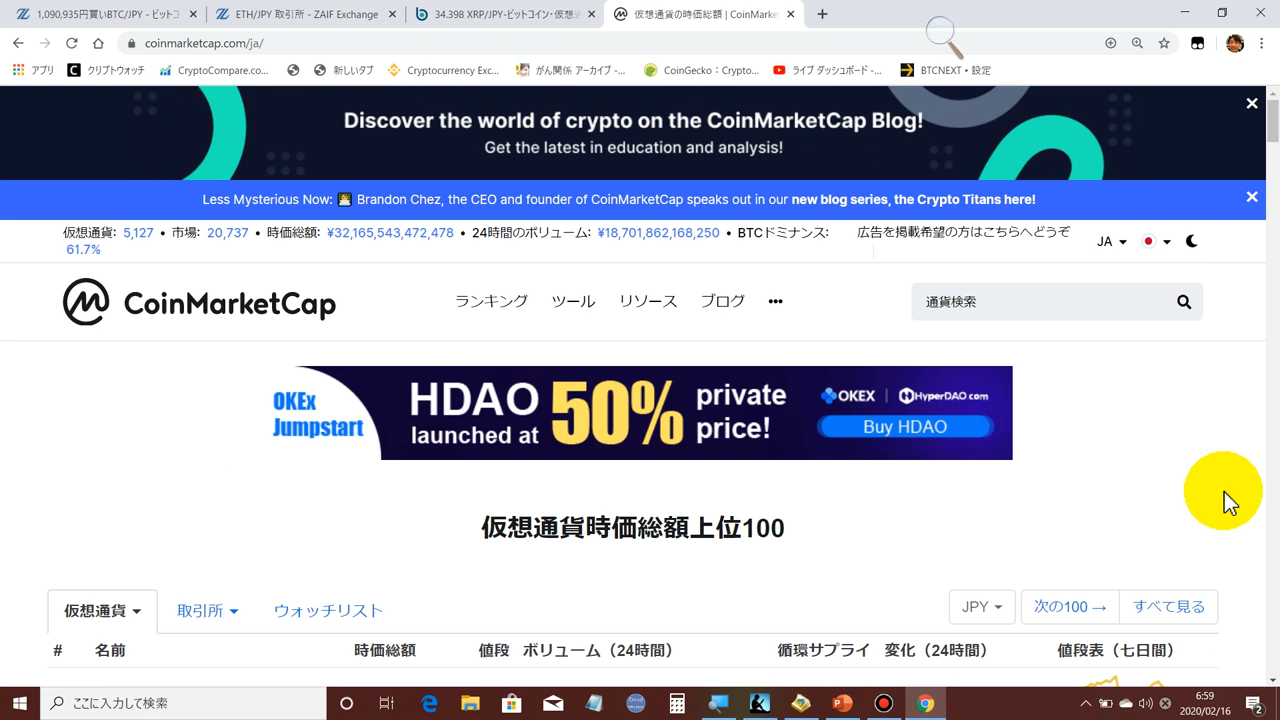 1,090,935円買いBTC/JPY - ビットコ
ETH/JPY 取引所 - ZAIF Exchange
34.398 XRP/JPY-ビットコイン・仮想通
仮想通貨の時価総額 | CoinMarke
coinmarketcap.com/ja/
アプリ
クリプトウォッチ
CryptoCompare.co...
新しいタブ
Cryptocurrency Exc...
がん関係 アーカイブ -...
CoinGecko：Crypto...
ライブ ダッシュボード -...
BTCNEXT・設定
Discover the world of crypto on the CoinMarketCap Blog!
Get the latest in education and analysis!
Less Mysterious Now: Brandon Chez, the CEO and founder of CoinMarketCap speaks out in our new blog series, the Crypto Titans here!
仮想通貨: 5,127 • 市場: 20,737 • 時価総額: ¥32,165,543,472,478 • 24時間のボリューム: ¥18,701,862,168,250 • BTCドミナンス:
61.7%
広告を掲載希望の方はこちらへどうぞ
JA
CoinMarketCap
ランキング ツール リソース ブログ •••
通貨検索
OKEx
Jumpstart
HDAO
launched at
50%
private
price!
OKEX | HyperDAO.com
Buy HDAO
仮想通貨時価総額上位100
仮想通貨 取引所 ウォッチリスト
JPY 次の100 → すべて見る
# 名前 時価総額 値段 ボリューム（24時間） 循環サプライ 変化（24時間） 値段表（七日間）
ここに入力して検索
6:59
2020/02/16
2